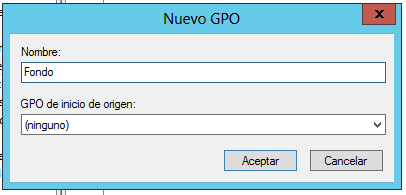 Nuevo GPO
x
Nombre:
Fondo
GPO de inicio de origen:
(ninguno)
Aceptar
Cancelar